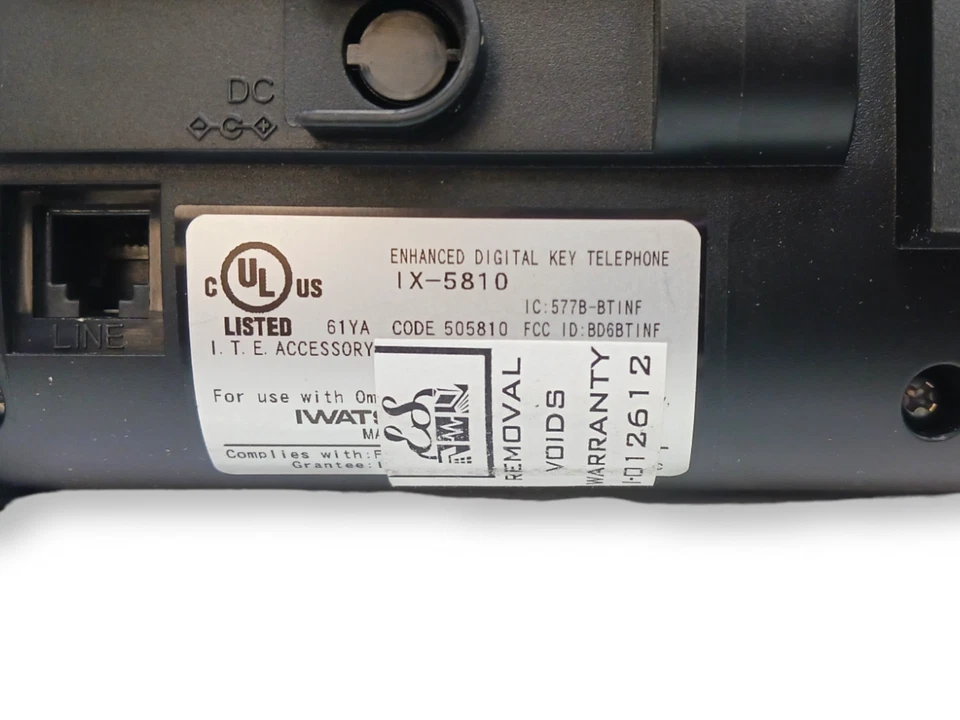 DC
LINE
C UL US
LISTED 61YA
I.T.E. ACCESSORY
ENHANCED DIGITAL KEY TELEPHONE
IX-5810
IC:577B-BTINF
CODE 505810 FCC ID:BD6BTINF
For use with
Complies with:
Grantee:
REMOVAL
VOIDS
WARRANTY
1-012612